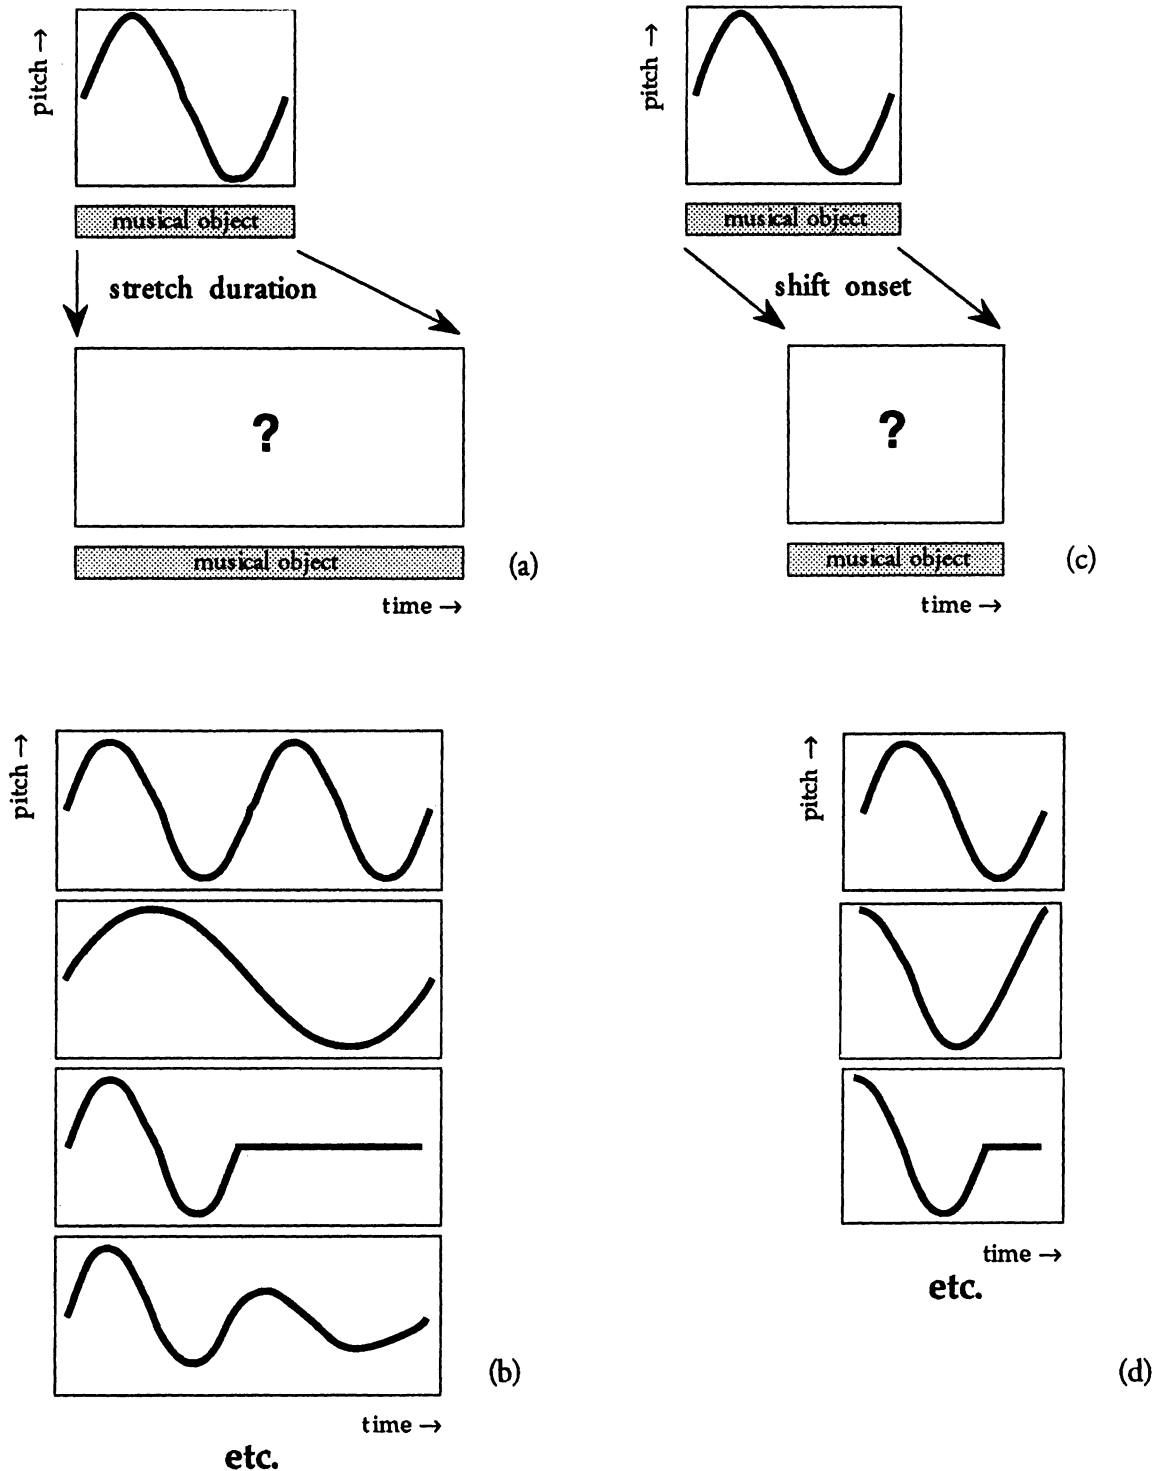 pitch →
musical object
stretch duration
?
musical object
(a)
time →
pitch →
musical object
shift onset
?
musical object
(c)
time →
pitch →
(b)
time →
etc.
pitch →
time →
etc.
(d)